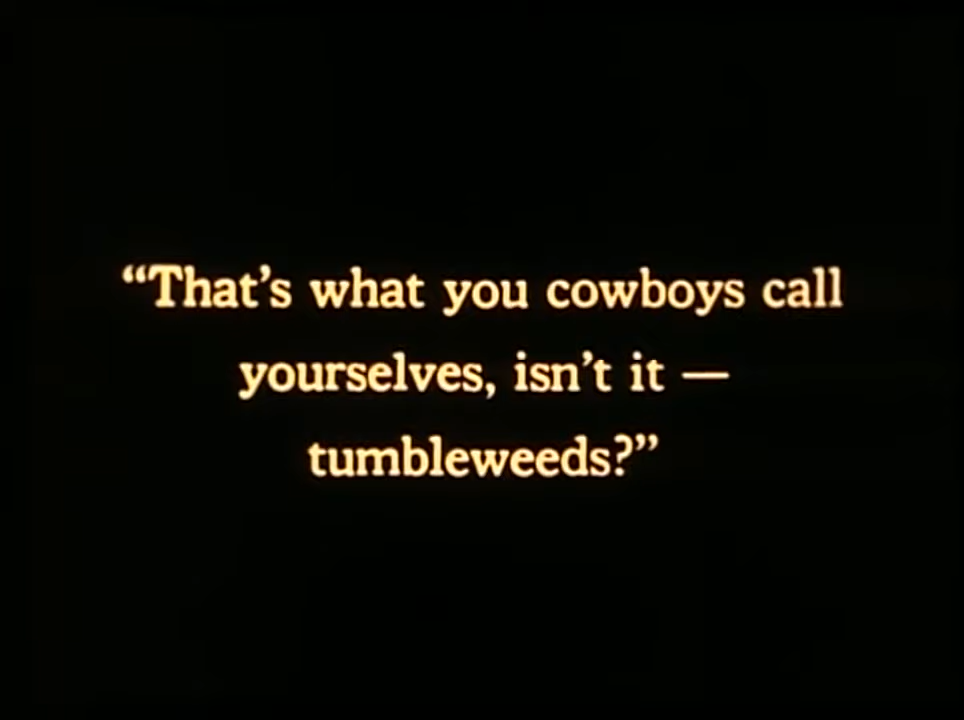 “That’s what you cowboys call
yourselves, isn’t it —
tumbleweeds?”